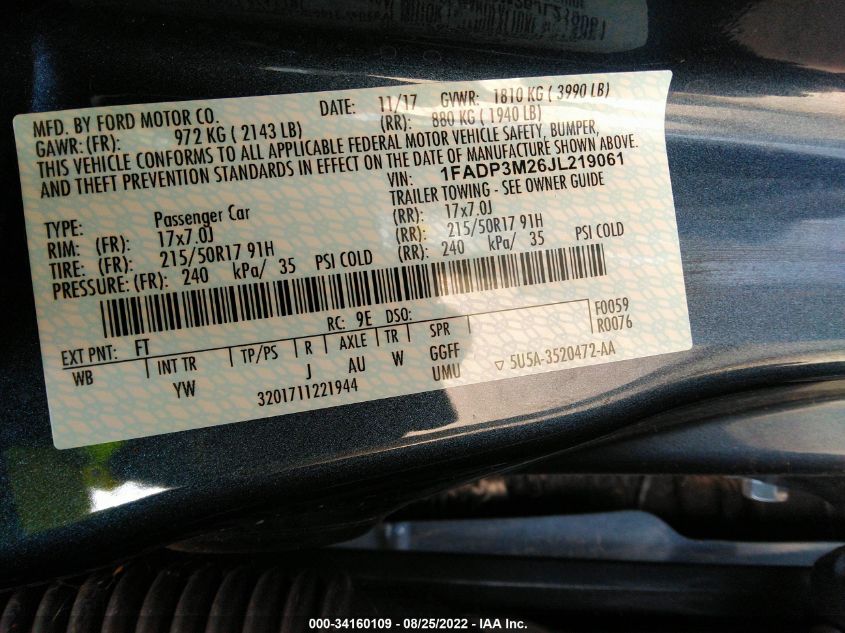 MFD. BY FORD MOTOR CO. DATE: 11/17 GVWR: 1810 KG ( 3990 LB)
GAWR: (FR): 972 KG ( 2143 LB) (RR): 880 KG ( 1940 LB)
THIS VEHICLE CONFORMS TO ALL APPLICABLE FEDERAL MOTOR VEHICLE SAFETY, BUMPER,
AND THEFT PREVENTION STANDARDS IN EFFECT ON THE DATE OF MANUFACTURE SHOWN ABOVE.
VIN: 1FADP3M26JL219061
TYPE: Passenger Car TRAILER TOWING - SEE OWNER GUIDE
RIM: (FR): 17x7.0J (RR): 17x7.0J
TIRE: (FR): 215/50R17 91H (RR): 215/50R17 91H
PRESSURE: (FR): 240 kPa/ 35 PSI COLD (RR): 240 kPa/ 35 PSI COLD
EXT PNT: FT RC: 9E DSO: F0059
WB INT TR TP/PS R AXLE TR SPR R0076
YW J AU W GGFF 5U5A-3520472-AA
3201711221944 UMU
000-34160109 - 08/25/2022 - IAA Inc.